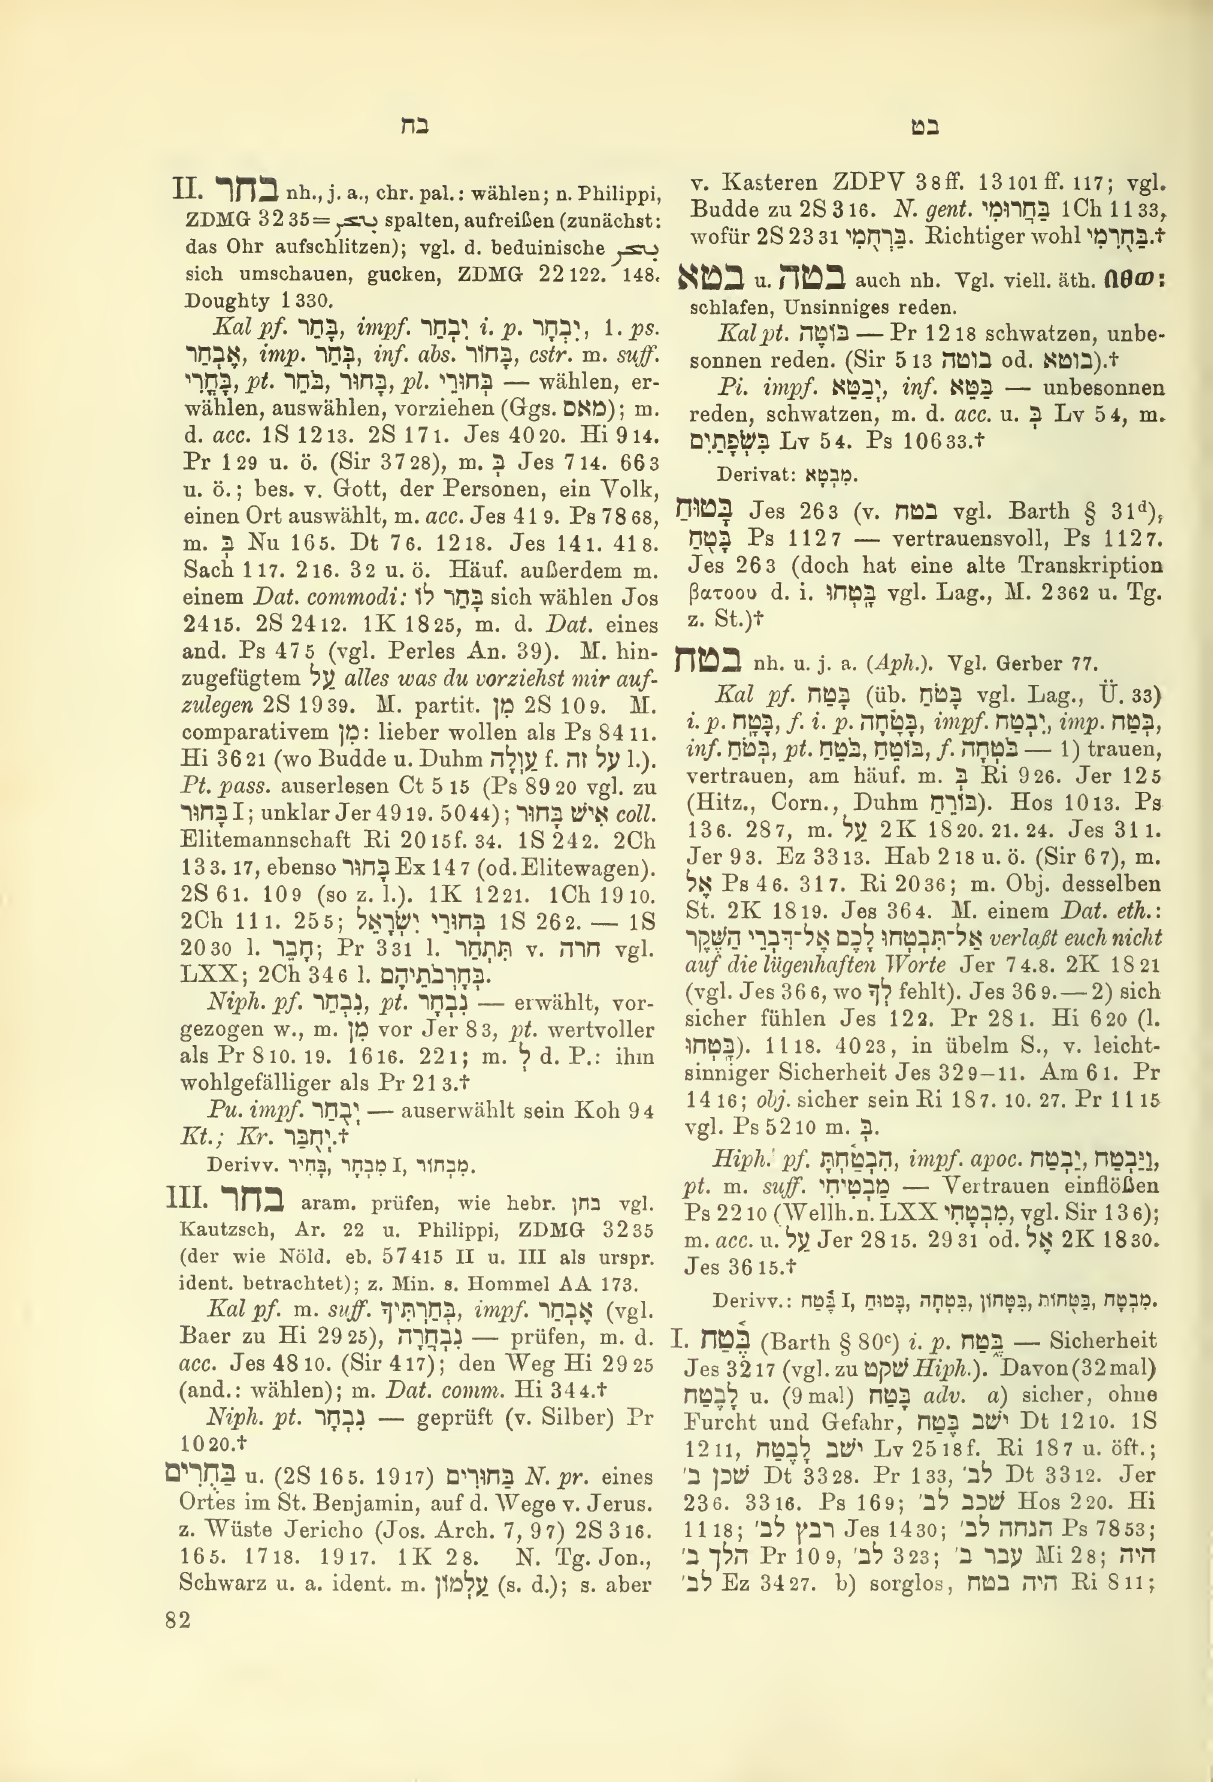 בח
בט
II. בחר nh., j. a., chr. pal.: wählen; n. Philippi,
ZDMG 32 35= spalten, aufreißen (zunächst:
das Ohr aufschlitzen); vgl. d. beduinische
sich umschauen, gucken, ZDMG 22 122. 148.
Doughty 1 330.
Kal pf. בָּחַר, impf. יִבְחַר i. p. יִבְחָר, 1. ps.
אֶבְחַר, imp. בְּחַר, inf. abs. בָּחוֹר, cstr. m. suff.
בָּחֳרִי, pt. בֹּחֵר, בָּחוּר, pl. בְּחוּרֵי — wählen, er-
wählen, auswählen, vorziehen (Ggs. מאס); m.
d. acc. 1S 12 13. 2S 17 1. Jes 40 20. Hi 9 14.
Pr 1 29 u. ö. (Sir 37 28), m. בְּ Jes 7 14. 66 3
u. ö.; bes. v. Gott, der Personen, ein Volk,
einen Ort auswählt, m. acc. Jes 41 9. Ps 78 68,
m. בְּ Nu 16 5. Dt 7 6. 12 18. Jes 14 1. 41 8.
Sach 1 17. 2 16. 3 2 u. ö. Häuf. außerdem m.
einem Dat. commodi: בָּחַר לוֹ sich wählen Jos
24 15. 2S 24 12. 1K 18 25, m. d. Dat. eines
and. Ps 47 5 (vgl. Perles An. 39). M. hin-
zugefügtem עַל alles was du vorziehst mir auf-
zulegen 2S 19 39. M. partit. מִן 2S 10 9. M.
comparativem מִן: lieber wollen als Ps 84 11.
Hi 36 21 (wo Budde u. Duhm עַוְלָה f. עַל זה l.).
Pt. pass. auserlesen Ct 5 15 (Ps 89 20 vgl. zu
בָּחוּר I; unklar Jer 49 19. 50 44); אִישׁ בָּחוּר coll.
Elitemannschaft Ri 20 15f. 34. 1S 24 2. 2Ch
13 3. 17, ebenso בָּחוּר Ex 14 7 (od. Elitewagen).
2S 6 1. 10 9 (so z. l.). 1K 12 21. 1Ch 19 10.
2Ch 11 1. 25 5; בְּחוּרֵי יִשְׂרָאֵל 1S 26 2. — 1S
20 30 l. חָבֵר; Pr 3 31 l. תִּתְחַר v. חרה vgl.
LXX; 2Ch 34 6 l. בְּחָרְבֹתֵיהֶם.
Niph. pf. נִבְחַר, pt. נִבְחָר — erwählt, vor-
gezogen w., m. מִן vor Jer 8 3, pt. wertvoller
als Pr 8 10. 19. 16 16. 22 1; m. לְ d. P.: ihm
wohlgefälliger als Pr 21 3.†
Pu. impf. יְבֻחַר — auserwählt sein Koh 9 4
Kt.; Kr. יְחֻבַּר.†
Derivv. בָּחִיר, מִבְחָר I, מִבְחוֹר.
III. בחר aram. prüfen, wie hebr. בחן vgl.
Kautzsch, Ar. 22 u. Philippi, ZDMG 32 35
(der wie Nöld. eb. 57 415 II u. III als urspr.
ident. betrachtet); z. Min. s. Hommel AA 173.
Kal pf. m. suff. בְּחַרְתִּיךָ, impf. אֶבְחַר (vgl.
Baer zu Hi 29 25), נִבְחֲרָה — prüfen, m. d.
acc. Jes 48 10. (Sir 4 17); den Weg Hi 29 25
(and.: wählen); m. Dat. comm. Hi 34 4.†
Niph. pt. נִבְחָר — geprüft (v. Silber) Pr
10 20.†
בַּחֻרִים u. (2S 16 5. 19 17) בַּחוּרִים N. pr. eines
Ortes im St. Benjamin, auf d. Wege v. Jerus.
z. Wüste Jericho (Jos. Arch. 7, 9 7) 2S 3 16.
16 5. 17 18. 19 17. 1K 2 8. N. Tg. Jon.,
Schwarz u. a. ident. m. עַלְמוֹן (s. d.); s. aber
82
v. Kasteren ZDPV 3 8ff. 13 101ff. 117; vgl.
Budde zu 2S 3 16. N. gent. בַּחֲרוּמִי 1Ch 11 33,
wofür 2S 23 31 בַּרְחֻמִי. Richtiger wohl בַּחֻרִמִי.†
בטא u. בטה auch nh. Vgl. viell. äth. በጠወ:
schlafen, Unsinniges reden.
Kal pt. בּוֹטֶה — Pr 12 18 schwatzen, unbe-
sonnen reden. (Sir 5 13 בוטה od. בוטא).†
Pi. impf. יְבַטֵּא, inf. בַּטֵּא — unbesonnen
reden, schwatzen, m. d. acc. u. בְּ Lv 5 4, m.
בִּשְׂפָתַיִם Lv 5 4. Ps 106 33.†
Derivat: מִבְטָא.
בָּטוּחַ Jes 26 3 (v. בטח vgl. Barth § 31d),
בָּטֻחַ Ps 112 7 — vertrauensvoll, Ps 112 7.
Jes 26 3 (doch hat eine alte Transkription
βατοου d. i. בָּטְחוּ vgl. Lag., M. 2 362 u. Tg.
z. St.)†
בטח nh. u. j. a. (Aph.). Vgl. Gerber 77.
Kal pf. בָּטַח (üb. בָּטֹחַ vgl. Lag., Ü. 33)
i. p. בָּטָח, f. i. p. בָּטָחָה, impf. יִבְטַח, imp. בְּטַח,
inf. בְּטֹחַ, pt. בֹּטֵחַ, בּוֹטֵחַ, בֹּטֵחַ, f. בֹּטְחָה — 1) trauen,
vertrauen, am häuf. m. בְּ Ri 9 26. Jer 12 5
(Hitz., Corn., Duhm בּוֹרֵחַ). Hos 10 13. Ps
13 6. 28 7, m. עַל 2K 18 20. 21. 24. Jes 31 1.
Jer 9 3. Ez 33 13. Hab 2 18 u. ö. (Sir 6 7), m.
אֶל Ps 4 6. 31 7. Ri 20 36; m. Obj. desselben
St. 2K 18 19. Jes 36 4. M. einem Dat. eth.:
אַל־תִּבְטְחוּ לָכֶם אֶל־דִּבְרֵי הַשֶּׁקֶר verlaßt euch nicht
auf die lügenhaften Worte Jer 7 4. 8. 2K 18 21
(vgl. Jes 36 6, wo לְךָ fehlt). Jes 36 9. — 2) sich
sicher fühlen Jes 12 2. Pr 28 1. Hi 6 20 (l.
בָּטְחוּ). 11 18. 40 23, in übelm S., v. leicht-
sinniger Sicherheit Jes 32 9–11. Am 6 1. Pr
14 16; obj. sicher sein Ri 18 7. 10. 27. Pr 11 15
vgl. Ps 52 10 m. בְּ.
Hiph. pf. הִבְטַחְתָּ, impf. apoc. יַבְטַח, וַיַּבְטַח,
pt. m. suff. מַבְטִיחִי — Vertrauen einflößen
Ps 22 10 (Wellh. n. LXX מִבְטַחִי, vgl. Sir 13 6);
m. acc. u. עַל Jer 28 15. 29 31 od. אֶל 2K 18 30.
Jes 36 15.†
Derivv.: בֶּטַח I, בָּטוּחַ, בִּטְחָה, בִּטָּחוֹן, בַּטֻּחוֹת, מִבְטָח.
I. בֶּטַח (Barth § 80c) i. p. בֶּטַח — Sicherheit
Jes 32 17 (vgl. zu שקט Hiph.). Davon (32 mal)
לָבֶטַח u. (9 mal) בֶּטַח adv. a) sicher, ohne
Furcht und Gefahr, ישׁב בֶּטַח Dt 12 10. 1S
12 11, ישׁב לָבֶטַח Lv 25 18f. Ri 18 7 u. öft.;
שׁכן ב' Dt 33 28. Pr 1 33, לב' Dt 33 12. Jer
23 6. 33 16. Ps 16 9; שׁכב לב' Hos 2 20. Hi
11 18; רבץ לב' Jes 14 30; הנחה לב' Ps 78 53;
הלך ב' Pr 10 9, לב' 3 23; עבר ב' Mi 2 8; היה
לב' Ez 34 27. b) sorglos, היה בטח Ri 8 11;